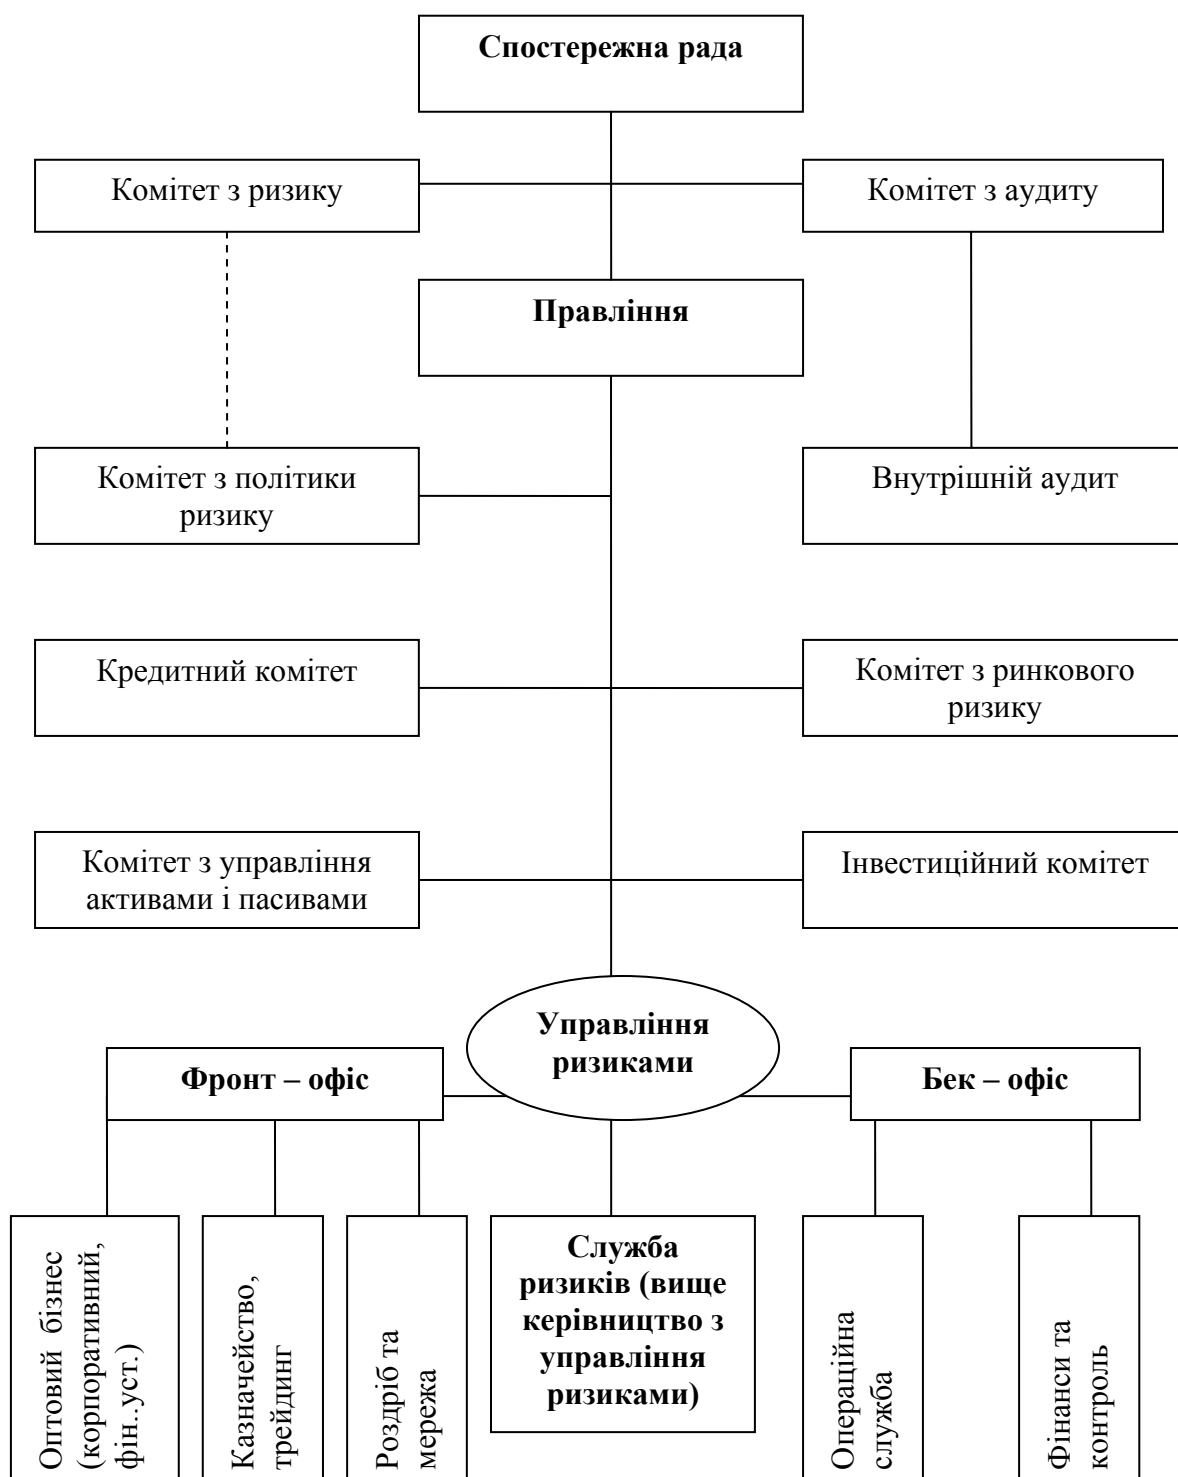 Спостережна рада
Комітет з ризику
Комітет з аудиту
Правління
Комітет з політики
ризику
Внутрішній аудит
Кредитний комітет
Комітет з ринкового
ризику
Комітет з управління
активами і пасивами
Інвестиційний комітет
Управління
ризиками
Фронт – офіс
Бек – офіс
Оптовий бізнес
(корпоративний,
фін..уст.)
Казначейство,
трейдинг
Роздріб та
мережа
Служба
ризиків (вище
керівництво з
управління
ризиками)
Операційна
служба
Фінанси та
контроль